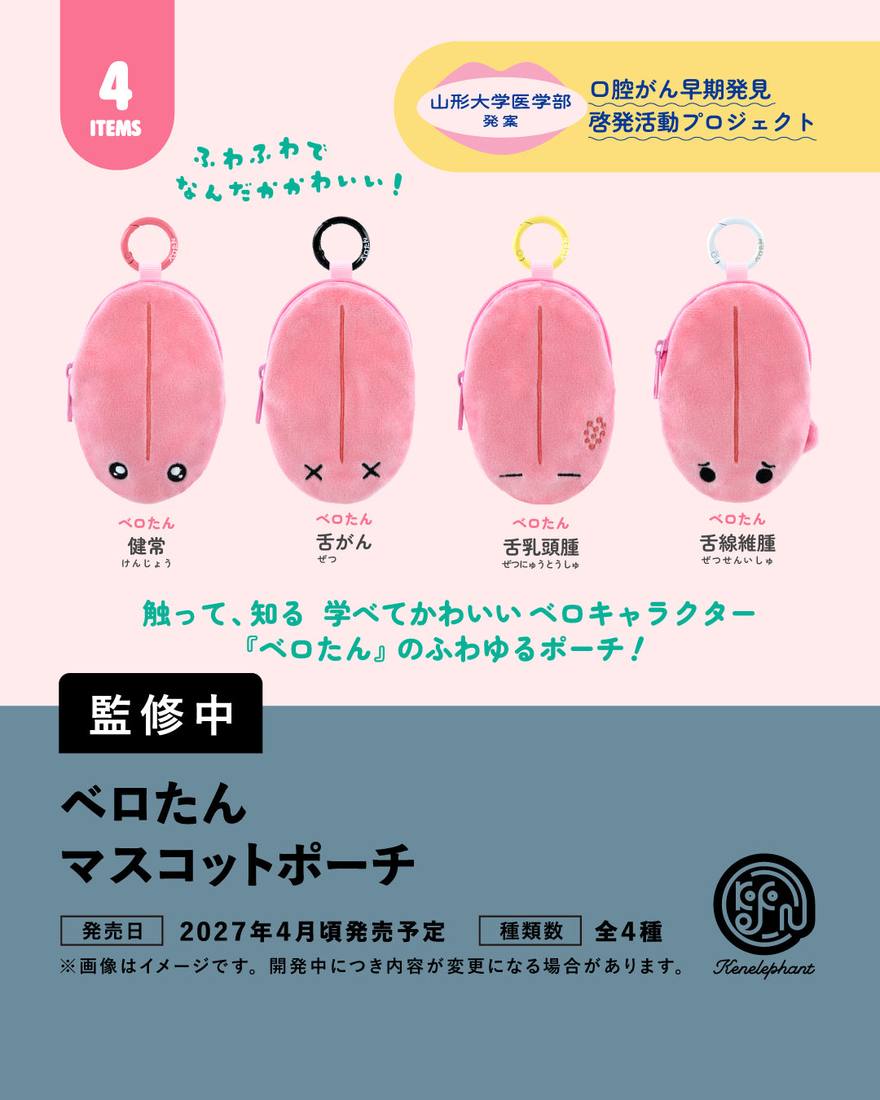 4
ITEMS
山形大学医学部
発案
口腔がん早期発見
啓発活動プロジェクト
ふわふわで
なんだかかわいい!
ベロたん
健常
けんじょう
ベロたん
舌がん
ぜつ
ベロたん
舌乳頭腫
ぜつにゅうとうしゅ
ベロたん
舌線維腫
ぜつせんいしゅ
触って、知る 学べてかわいい ベロキャラクター
『ベロたん』のふわゆるポーチ!
監修中
ベロたん
マスコットポーチ
発売日 2027年4月頃発売予定 種類数 全4種
※画像はイメージです。開発中につき内容が変更になる場合があります。
Kenelephant